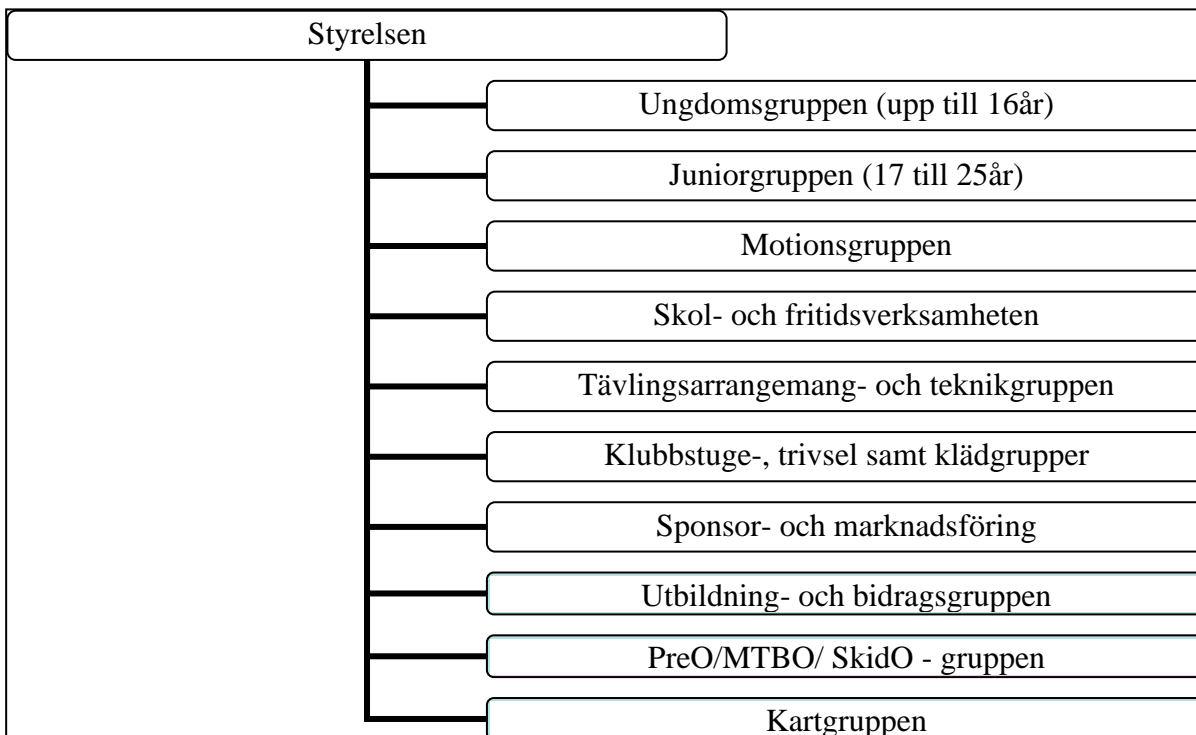 Styrelsen
Ungdomsgruppen (upp till 16år)
Juniorgruppen (17 till 25år)
Motionsgruppen
Skol- och fritidsverksamheten
Tävlingsarrangemang- och teknikgruppen
Klubbstuge-, trivsel samt klädgrupper
Sponsor- och marknadsföring
Utbildning- och bidragsgruppen
PreO/MTBO/ SkidO - gruppen
Kartgruppen